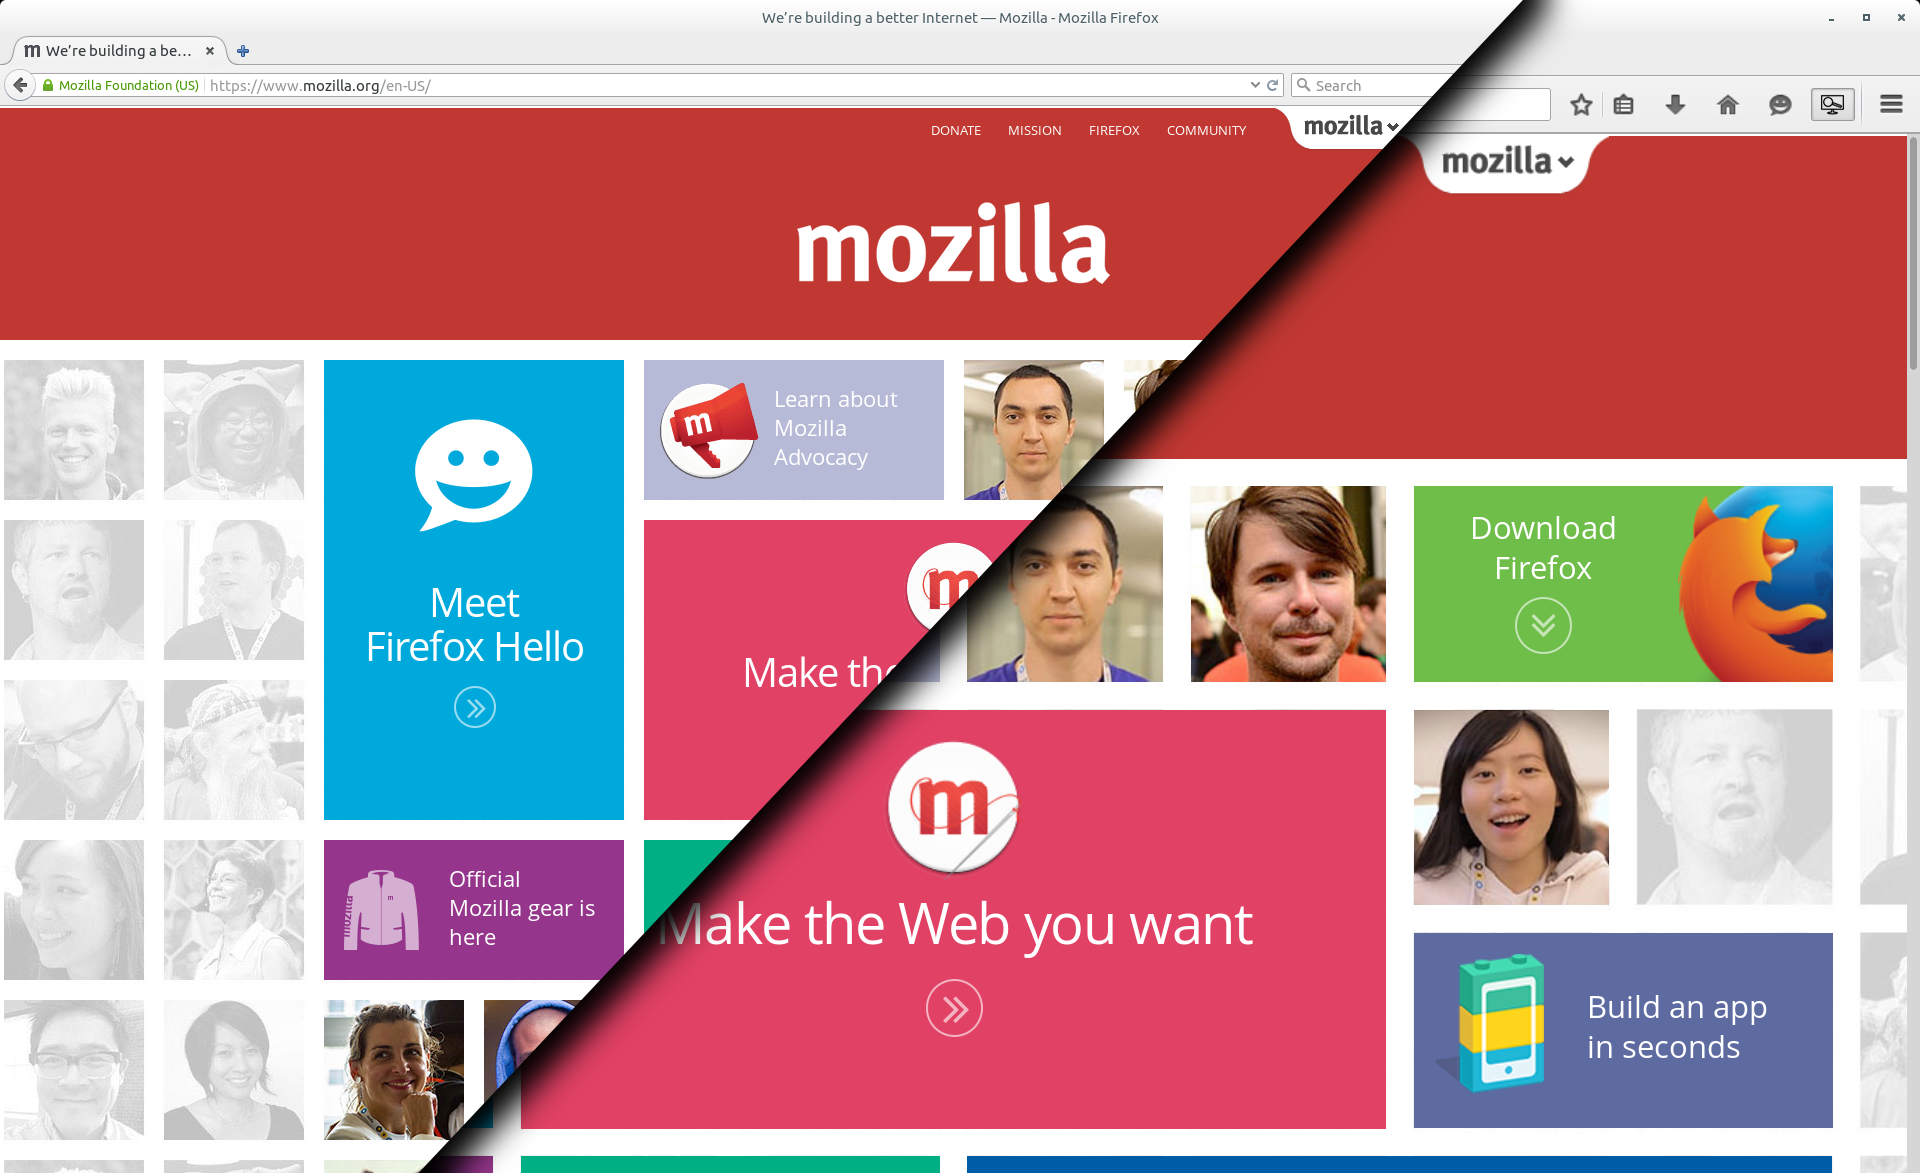 We’re building a better Internet — Mozilla - Mozilla Firefox
m We’re building a be...
Mozilla Foundation (US) https://www.mozilla.org/en-US/
Search
DONATE MISSION FIREFOX COMMUNITY
mozilla
mozilla
mozilla
Meet
Firefox Hello
m
Learn about
Mozilla
Advocacy
m
Make the
Download
Firefox
m
Make the Web you want
mozilla
m
Official
Mozilla gear is
here
Build an app
in seconds